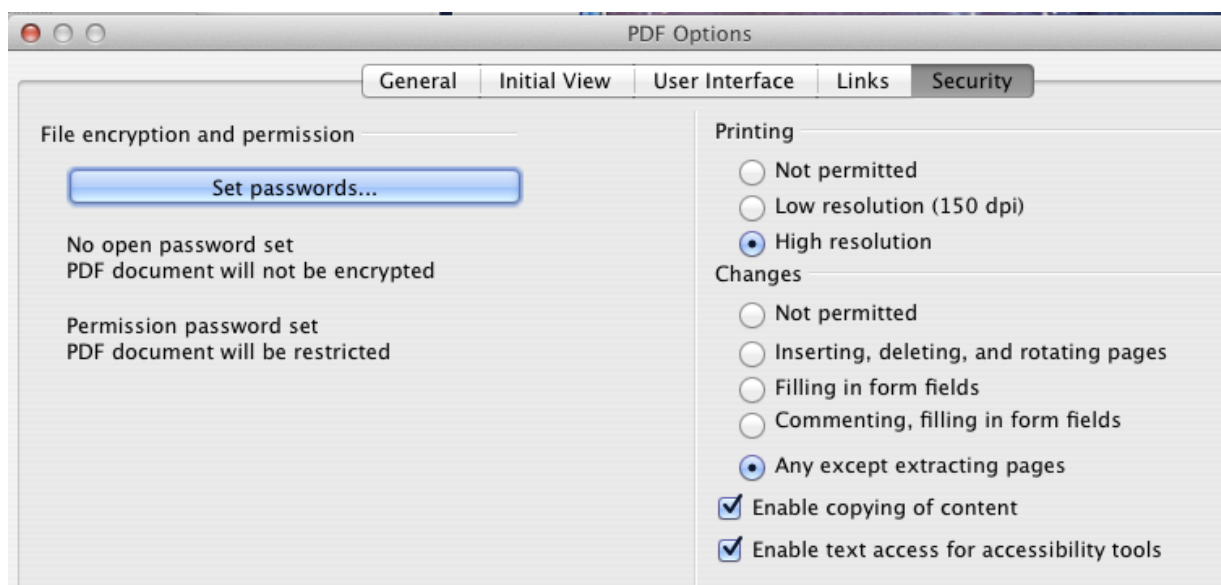 PDF Options
General Initial View User Interface Links Security
File encryption and permission
Set passwords...
No open password set
PDF document will not be encrypted
Permission password set
PDF document will be restricted
Printing
Not permitted
Low resolution (150 dpi)
High resolution
Changes
Not permitted
Inserting, deleting, and rotating pages
Filling in form fields
Commenting, filling in form fields
Any except extracting pages
Enable copying of content
Enable text access for accessibility tools